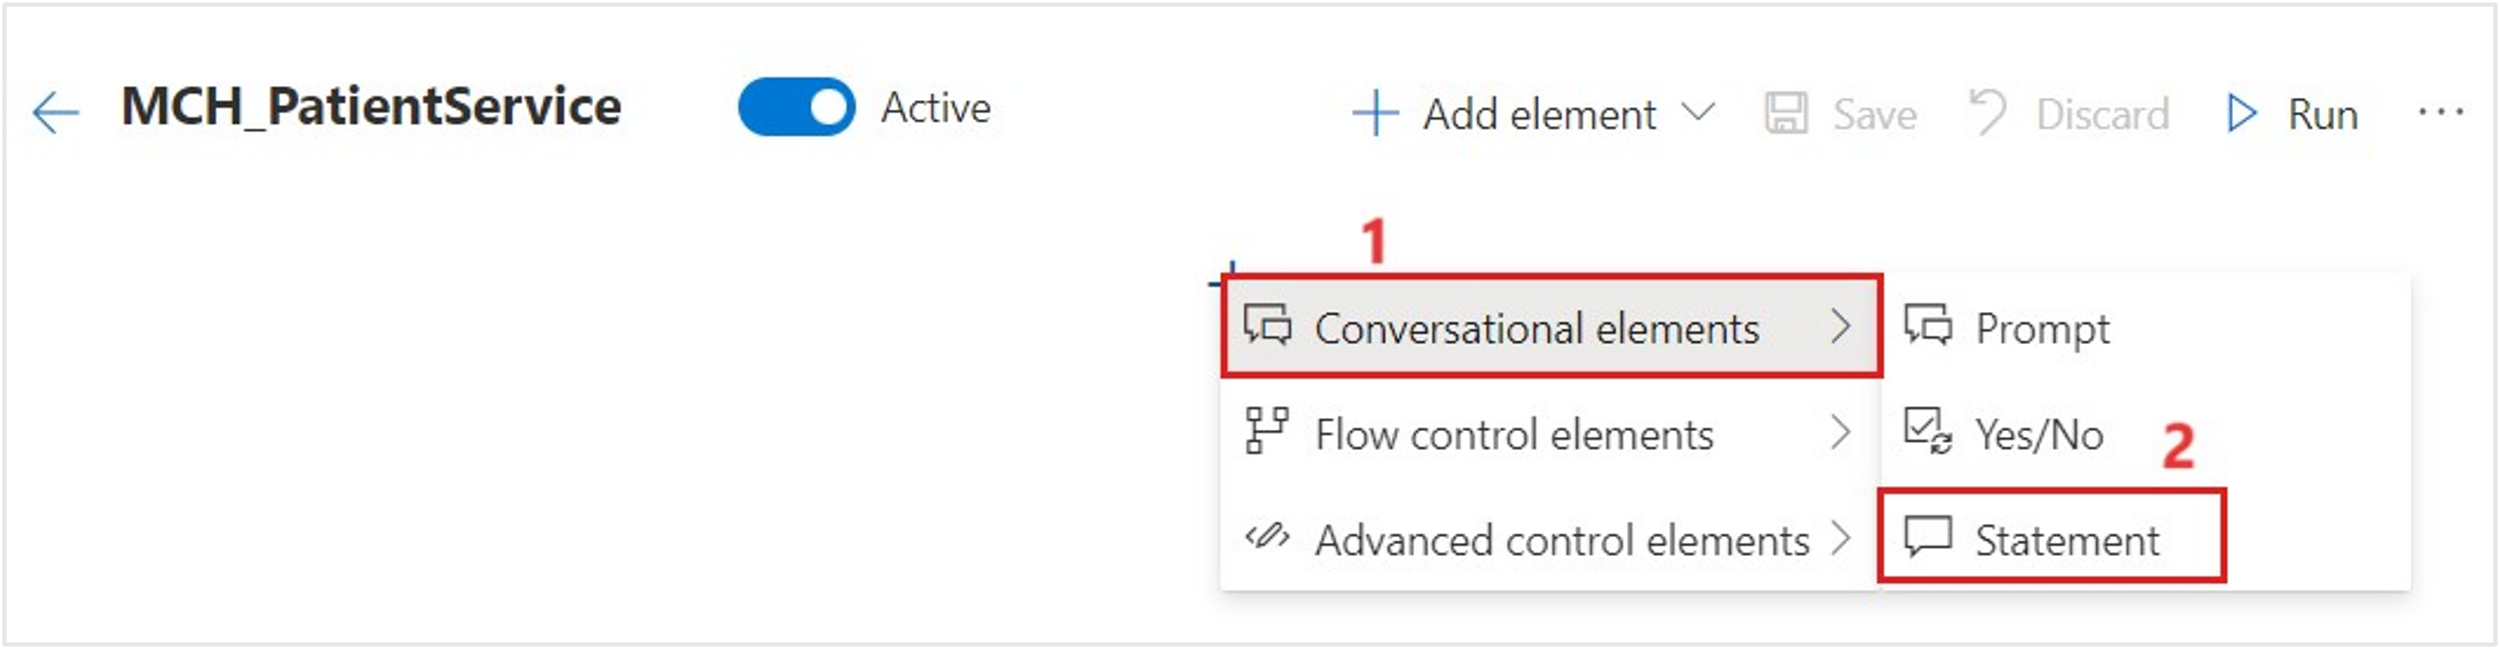 MCH_PatientService Active Add element Save Discard Run ...
1
Conversational elements Prompt
Flow control elements Yes/No 2
Advanced control elements Statement